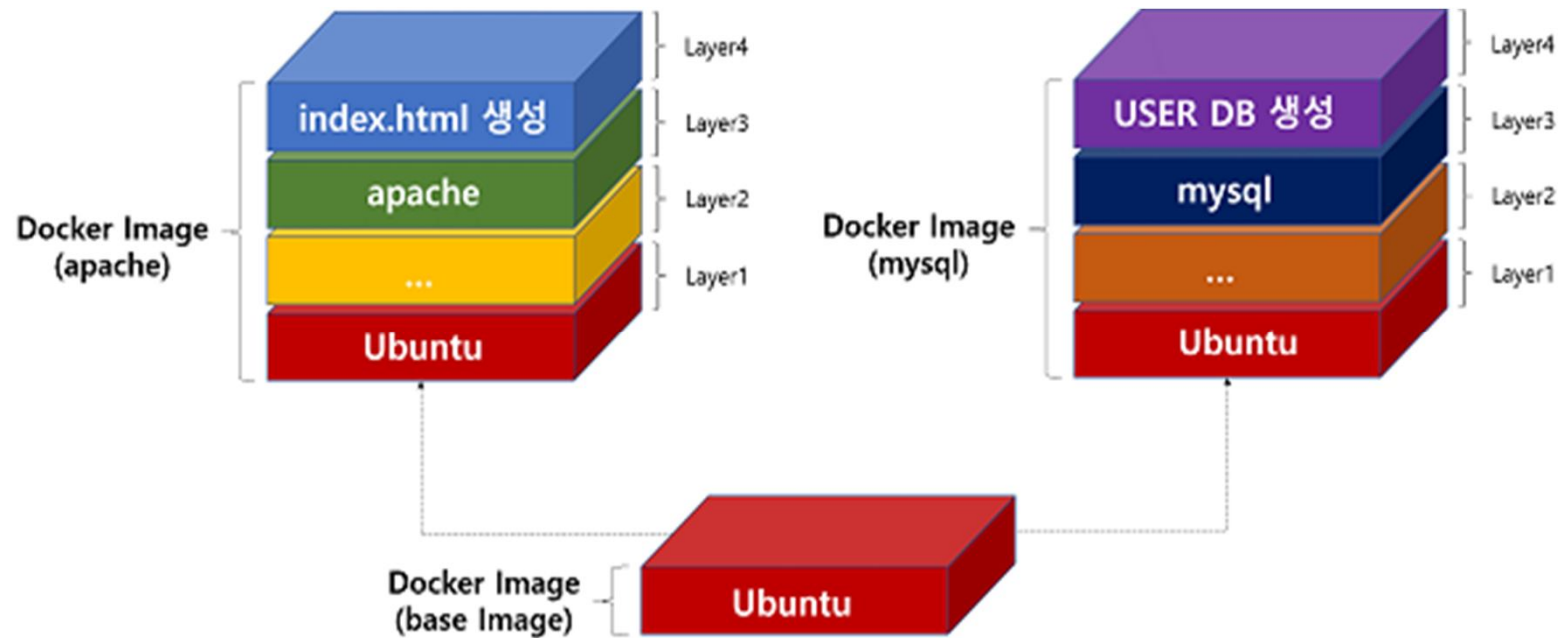 Layer4
index.html 생성
Layer3
apache
Layer2
Docker Image
(apache)
...
Layer1
Ubuntu
Layer4
USER DB 생성
Layer3
mysql
Layer2
Docker Image
(mysql)
...
Layer1
Ubuntu
Docker Image
(base Image)
Ubuntu